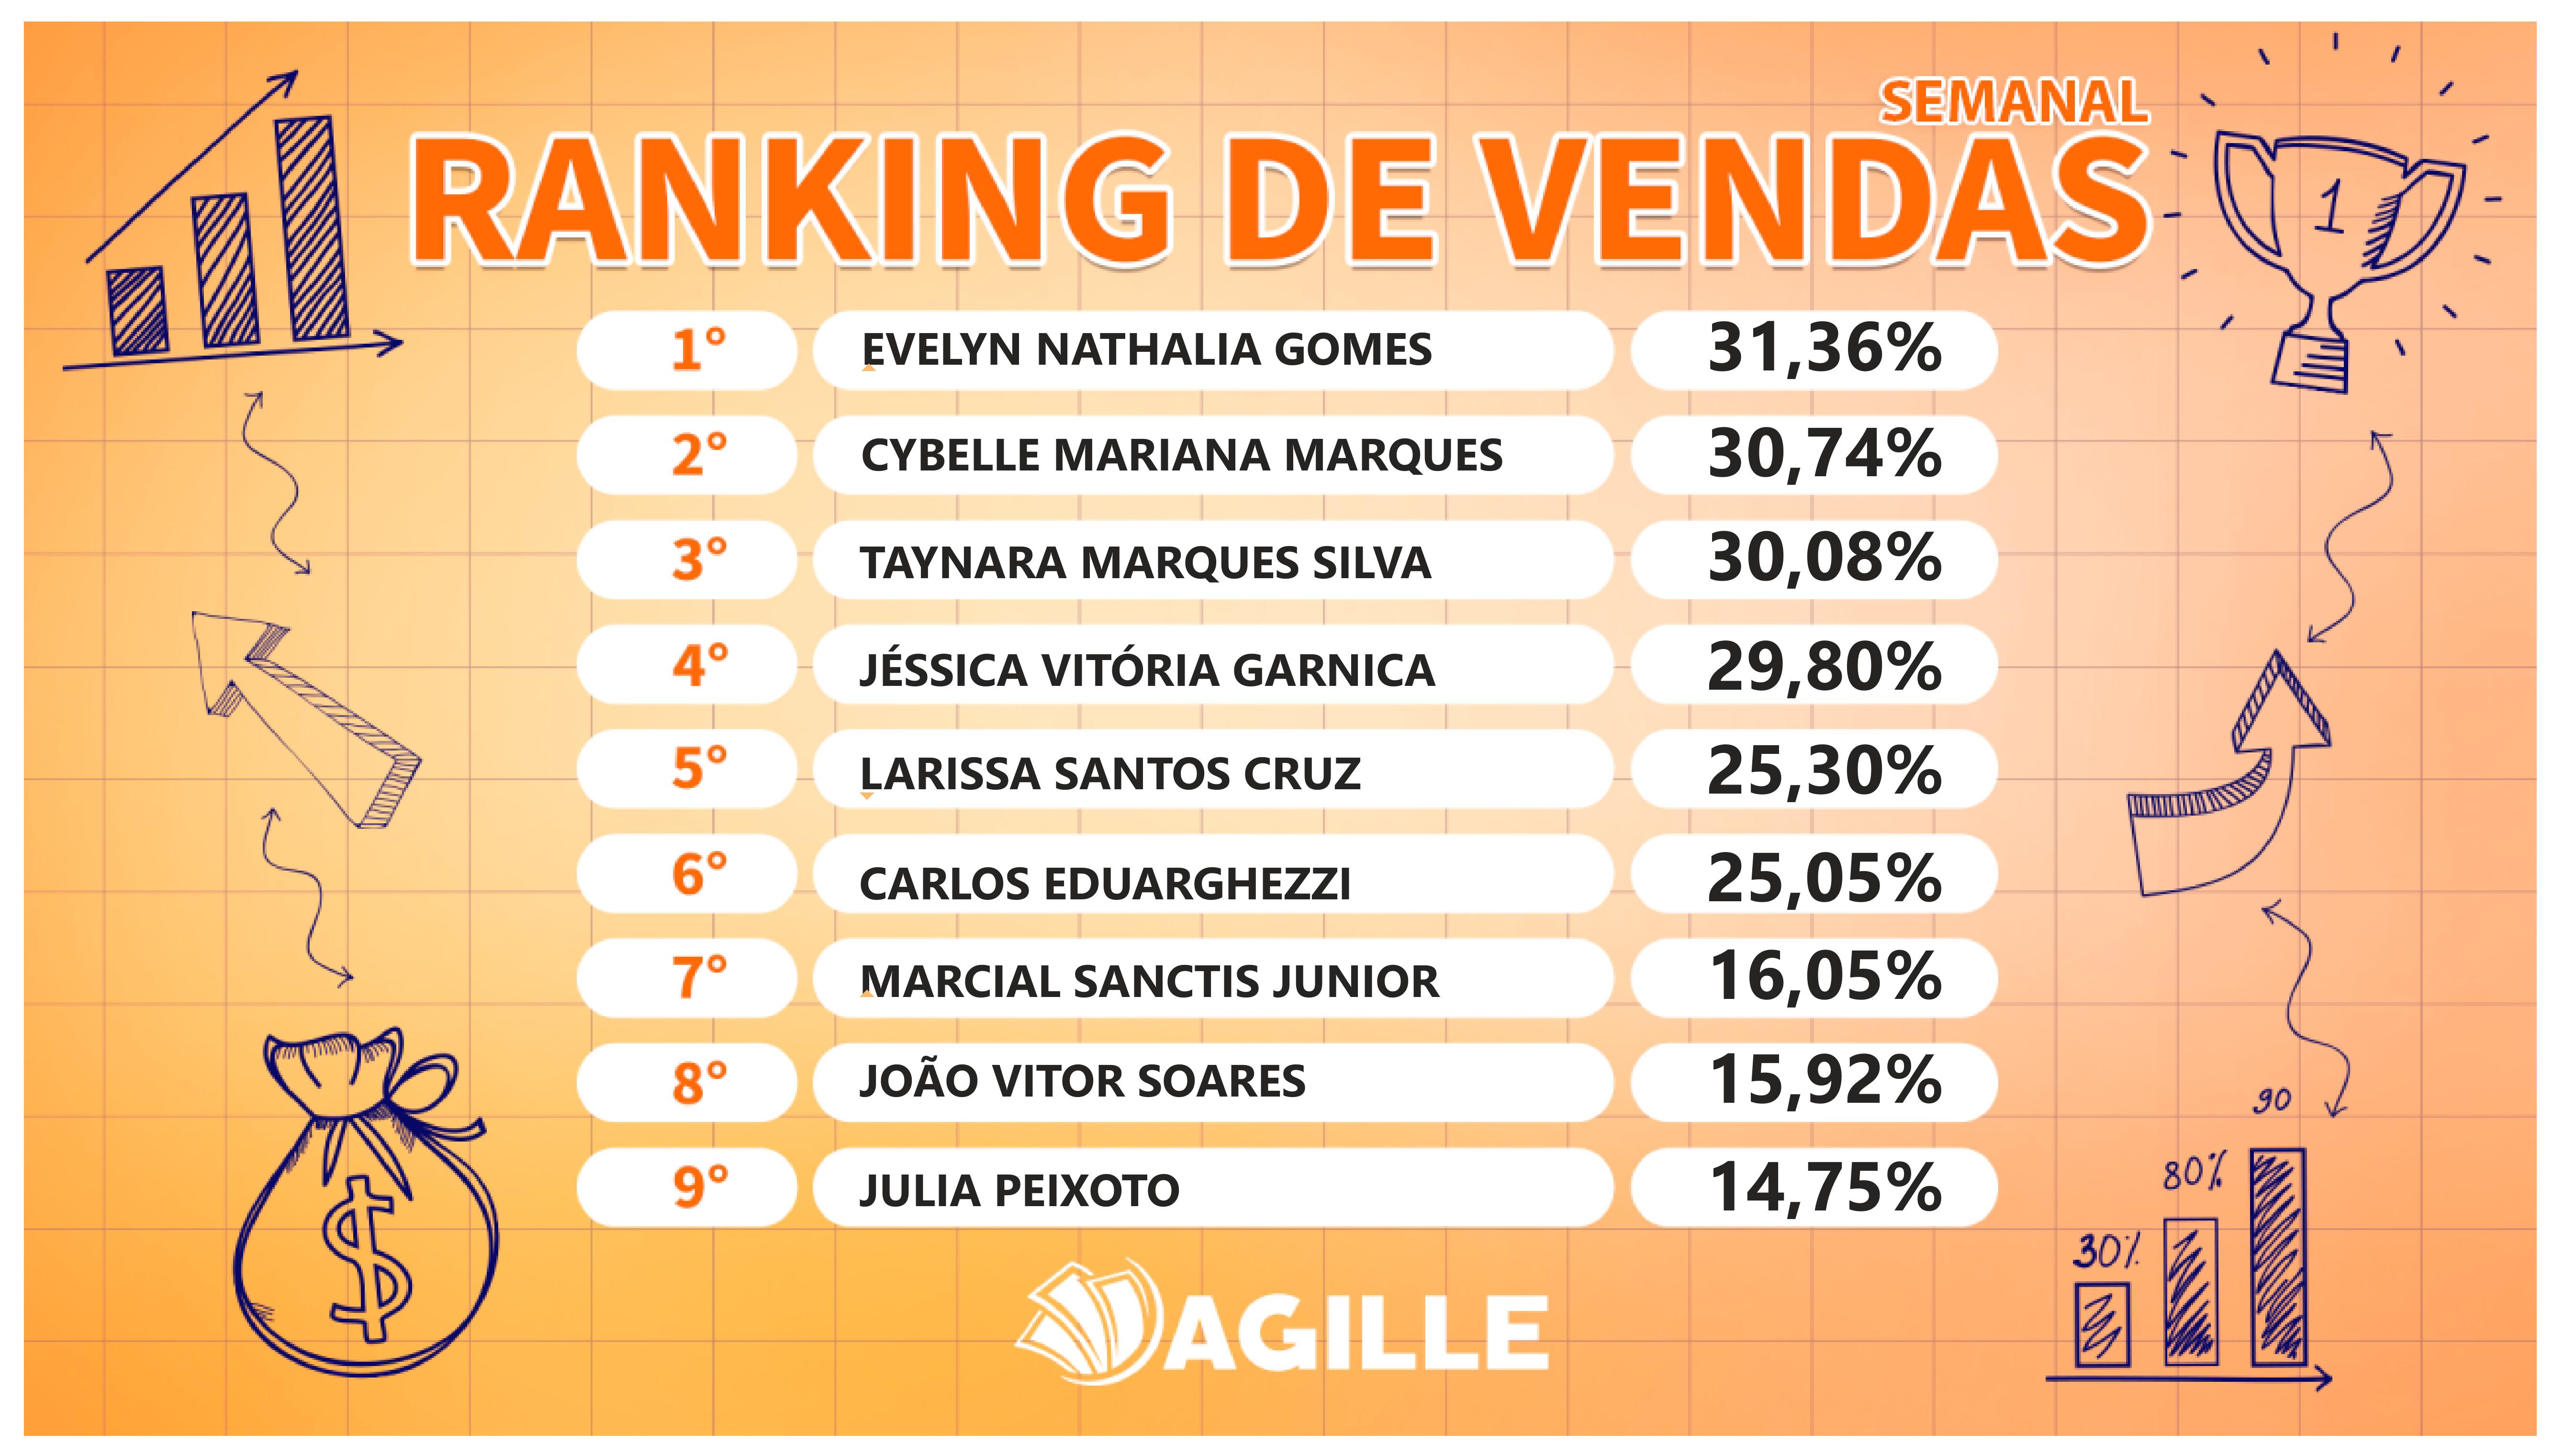 SEMANAL
RANKING DE VENDAS
1° EVELYN NATHALIA GOMES 31,36%
2° CYBELLE MARIANA MARQUES 30,74%
3° TAYNARA MARQUES SILVA 30,08%
4° JÉSSICA VITÓRIA GARNICA 29,80%
5° LARISSA SANTOS CRUZ 25,30%
6° CARLOS EDUARGHEZZI 25,05%
7° MARCIAL SANCTIS JUNIOR 16,05%
8° JOÃO VITOR SOARES 15,92%
9° JULIA PEIXOTO 14,75%
AGILLE
1
$
90
80%
30%